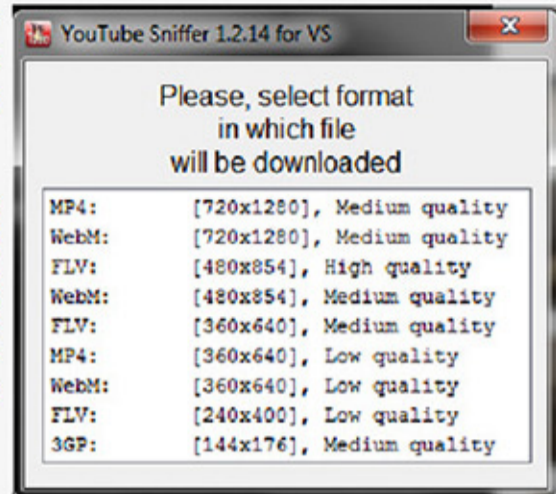 YouTube Sniffer 1.2.14 for VS
Please, select format
in which file
will be downloaded
MP4: [720x1280], Medium quality
WebM: [720x1280], Medium quality
FLV: [480x854], High quality
WebM: [480x854], Medium quality
FLV: [360x640], Medium quality
MP4: [360x640], Low quality
WebM: [360x640], Low quality
FLV: [240x400], Low quality
3GP: [144x176], Medium quality